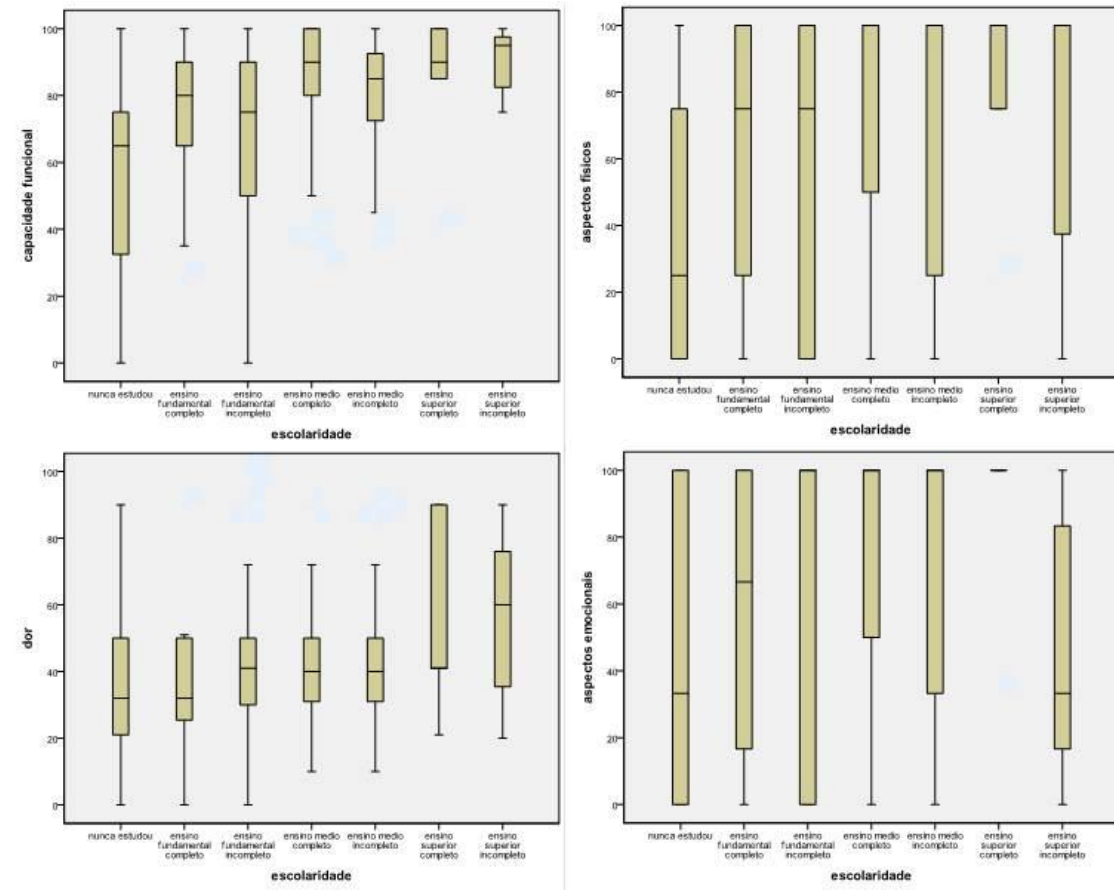 capacidade funcional
100
80
60
40
20
0
nunca estudou
ensino
fundamental
completo
ensino
fundamental
incompleto
ensino medio
completo
ensino medio
incompleto
ensino
superior
completo
ensino
superior
incompleto
escolaridade
aspectos fisicos
100
80
60
40
20
0
nunca estudou
ensino
fundamental
completo
ensino
fundamental
incompleto
ensino medio
completo
ensino medio
incompleto
ensino
superior
completo
ensino
superior
incompleto
escolaridade
dor
100
80
60
40
20
0
nunca estudou
ensino
fundamental
completo
ensino
fundamental
incompleto
ensino medio
completo
ensino medio
incompleto
ensino
superior
completo
ensino
superior
incompleto
escolaridade
aspectos emocionais
100
80
60
40
20
0
nunca estudou
ensino
fundamental
completo
ensino
fundamental
incompleto
ensino medio
completo
ensino medio
incompleto
ensino
superior
completo
ensino
superior
incompleto
escolaridade